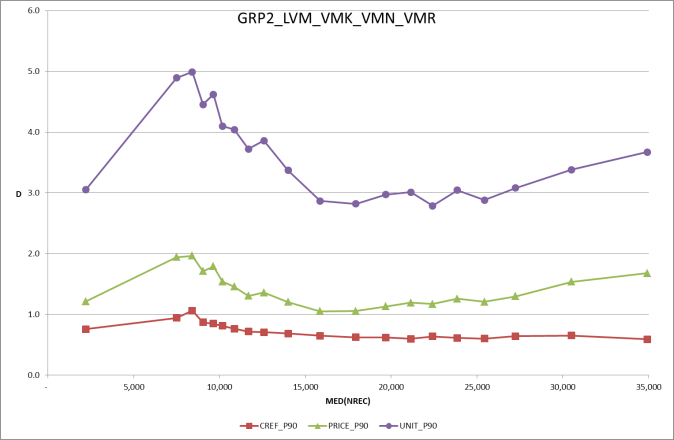 GRP2_LVM_VMK_VMN_VMR
6.0
5.0
4.0
3.0
2.0
1.0
0.0
D
- 5,000 10,000 15,000 20,000 25,000 30,000 35,000
MED(NREC)
CREF_P90 PRICE_P90 UNIT_P90